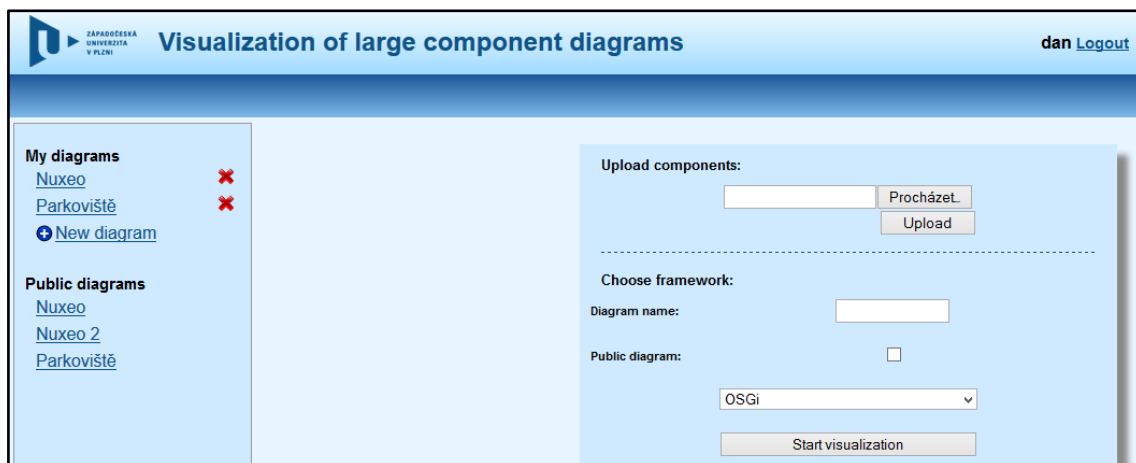 ZÁPADOČESKÁ
UNIVERZITA
V PLZNI
Visualization of large component diagrams
dan Logout
My diagrams
Nuxeo
Parkoviště
New diagram
Public diagrams
Nuxeo
Nuxeo 2
Parkoviště
Upload components:
Procházet..
Upload
Choose framework:
Diagram name:
Public diagram:
OSGi
Start visualization